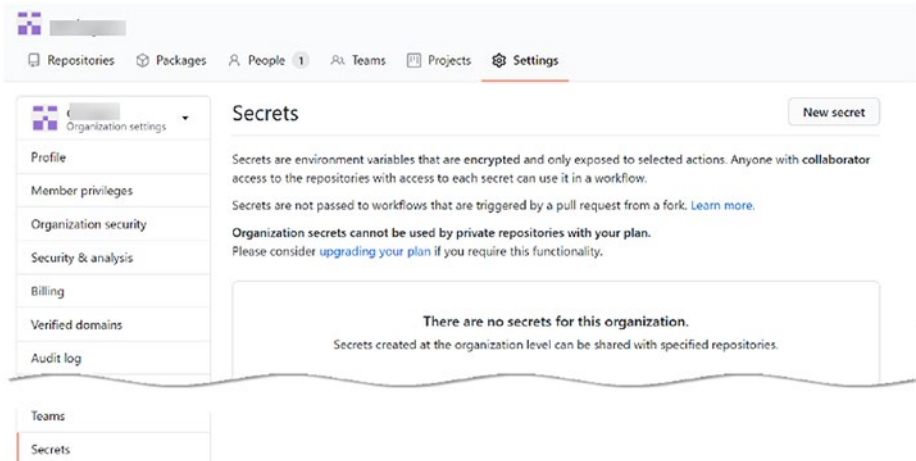 Repositories Packages People 1 Teams Projects Settings
Organization settings
Profile
Member privileges
Organization security
Security & analysis
Billing
Verified domains
Audit log
Teams
Secrets
Secrets
New secret
Secrets are environment variables that are encrypted and only exposed to selected actions. Anyone with collaborator
access to the repositories with access to each secret can use it in a workflow.
Secrets are not passed to workflows that are triggered by a pull request from a fork. Learn more.
Organization secrets cannot be used by private repositories with your plan.
Please consider upgrading your plan if you require this functionality.
There are no secrets for this organization.
Secrets created at the organization level can be shared with specified repositories.